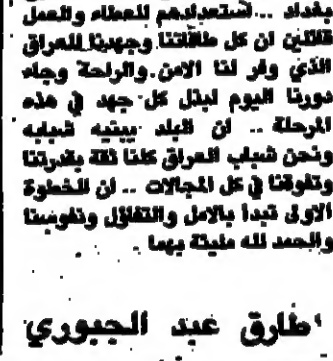 بغداد ... استعدادهم للعطاء والعمل
قائلين ان كل طاقاتنا وجهدنا للعراق
الذي وفر لنا الامن والراحة وجاء
دورنا اليوم لبذل كل جهد في هذه
المرحلة .. ان البلد يبنيه شبابه
ونحن شباب العراق كلنا ثقة بقدرتنا
وتفوقنا في كل المجالات .. ان الخطوة
الاولى تبدأ بالامل والتفاؤل ونفوسنا
والحمد لله مليئة بهما .
طارق عبد الجبوري